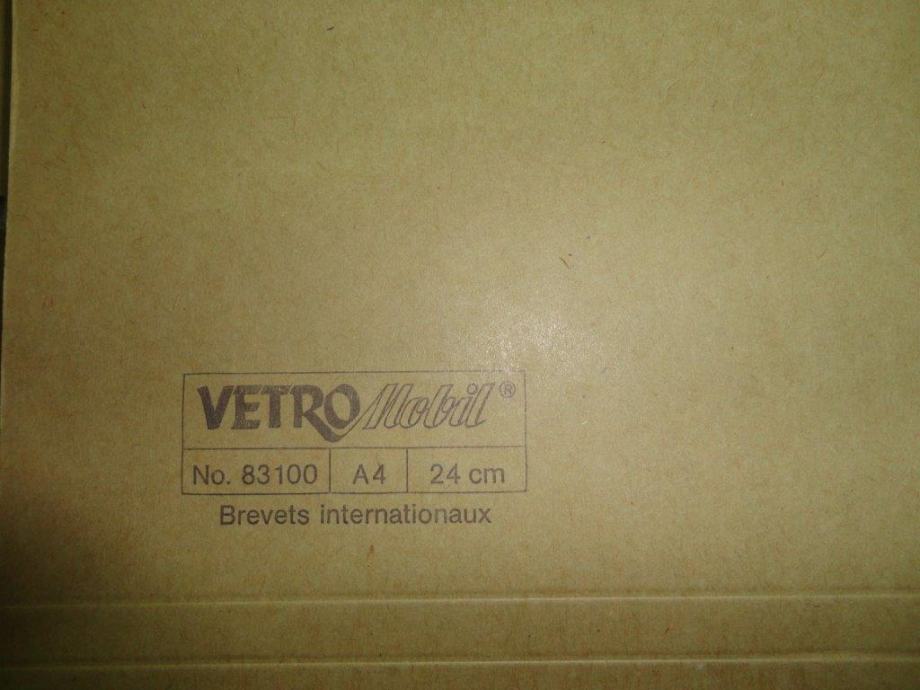 VETRO Mobil®
No. 83100 A4 24 cm
Brevets internationaux